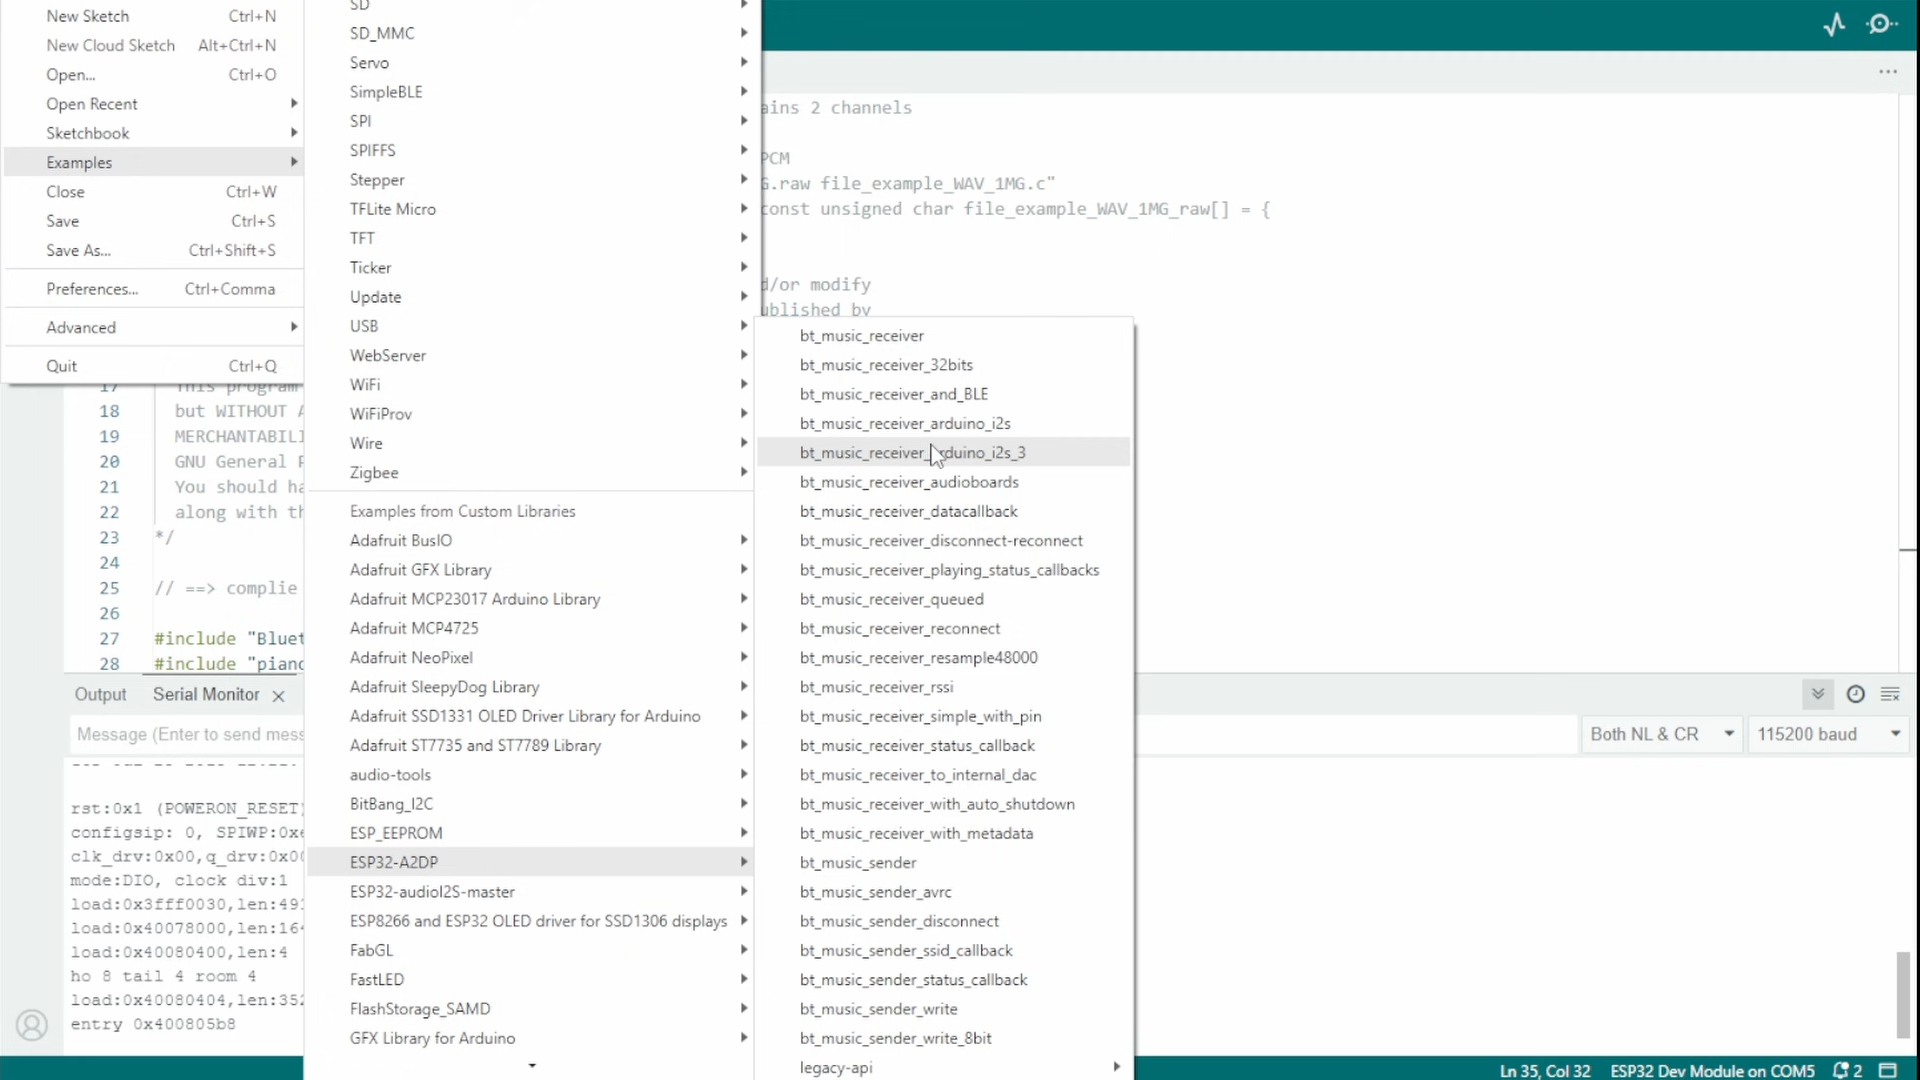 New Sketch Ctrl+N
New Cloud Sketch Alt+Ctrl+N
Open... Ctrl+O
Open Recent
Sketchbook
Examples
Close Ctrl+W
Save Ctrl+S
Save As... Ctrl+Shift+S
Preferences... Ctrl+Comma
Advanced
Quit Ctrl+Q
SD
SD_MMC
Servo
SimpleBLE
SPI
SPIFFS
Stepper
TFLite Micro
TFT
Ticker
Update
USB
WebServer
WiFi
WiFiProv
Wire
Zigbee
Examples from Custom Libraries
Adafruit BusIO
Adafruit GFX Library
Adafruit MCP23017 Arduino Library
Adafruit MCP4725
Adafruit NeoPixel
Adafruit SleepyDog Library
Adafruit SSD1331 OLED Driver Library for Arduino
Adafruit ST7735 and ST7789 Library
audio-tools
BitBang_I2C
ESP_EEPROM
ESP32-A2DP
ESP32-audioI2S-master
ESP8266 and ESP32 OLED driver for SSD1306 displays
FabGL
FastLED
FlashStorage_SAMD
GFX Library for Arduino
bt_music_receiver
bt_music_receiver_32bits
bt_music_receiver_and_BLE
bt_music_receiver_arduino_i2s
bt_music_receiver_arduino_i2s_3
bt_music_receiver_audioboards
bt_music_receiver_datacallback
bt_music_receiver_disconnect-reconnect
bt_music_receiver_playing_status_callbacks
bt_music_receiver_queued
bt_music_receiver_reconnect
bt_music_receiver_resample48000
bt_music_receiver_rssi
bt_music_receiver_simple_with_pin
bt_music_receiver_status_callback
bt_music_receiver_to_internal_dac
bt_music_receiver_with_auto_shutdown
bt_music_receiver_with_metadata
bt_music_sender
bt_music_sender_avrc
bt_music_sender_disconnect
bt_music_sender_ssid_callback
bt_music_sender_status_callback
bt_music_sender_write
bt_music_sender_write_8bit
legacy-api
ains 2 channels
PCM
G.raw file_example_WAV_1MG.c"
const unsigned char file_example_WAV_1MG_raw[] = {
d/or modify
ublished by
17 This program
18 but WITHOUT A
19 MERCHANTABILI
20 GNU General P
21 You should ha
22 along with th
23 */
24
25 // ==> complie
26
27 #include "Bluet
28 #include "piano
Output Serial Monitor
Message (Enter to send mess
Both NL & CR 115200 baud
rst:0x1 (POWERON_RESET)
configsip: 0, SPIWP:0xe
clk_drv:0x00,q_drv:0x00
mode:DIO, clock div:1
load:0x3fff0030,len:491
load:0x40078000,len:164
load:0x40080400,len:4
ho 8 tail 4 room 4
load:0x40080404,len:352
entry 0x400805b8
Ln 35, Col 32 ESP32 Dev Module on COM5 2